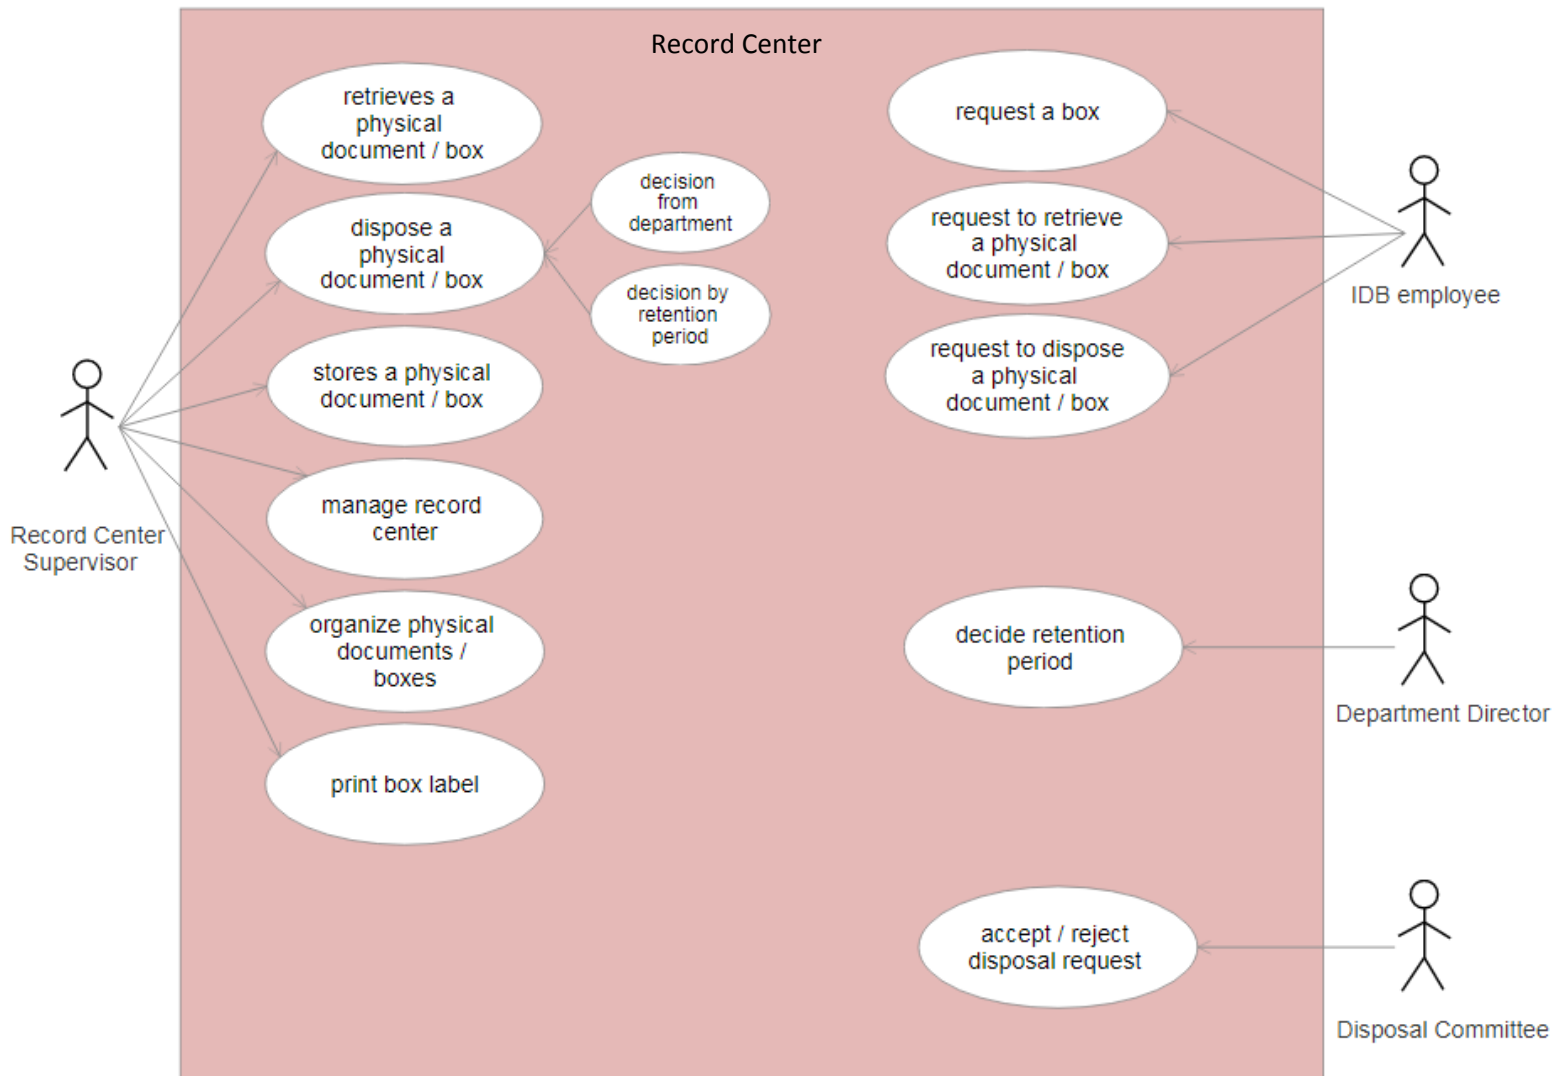 Record Center
retrieves a
physical
document / box
dispose a
physical
document / box
decision
from
department
decision by
retention
period
stores a physical
document / box
manage record
center
organize physical
documents /
boxes
print box label
Record Center
Supervisor
request a box
request to retrieve
a physical
document / box
request to dispose
a physical
document / box
IDB employee
decide retention
period
Department Director
accept / reject
disposal request
Disposal Committee